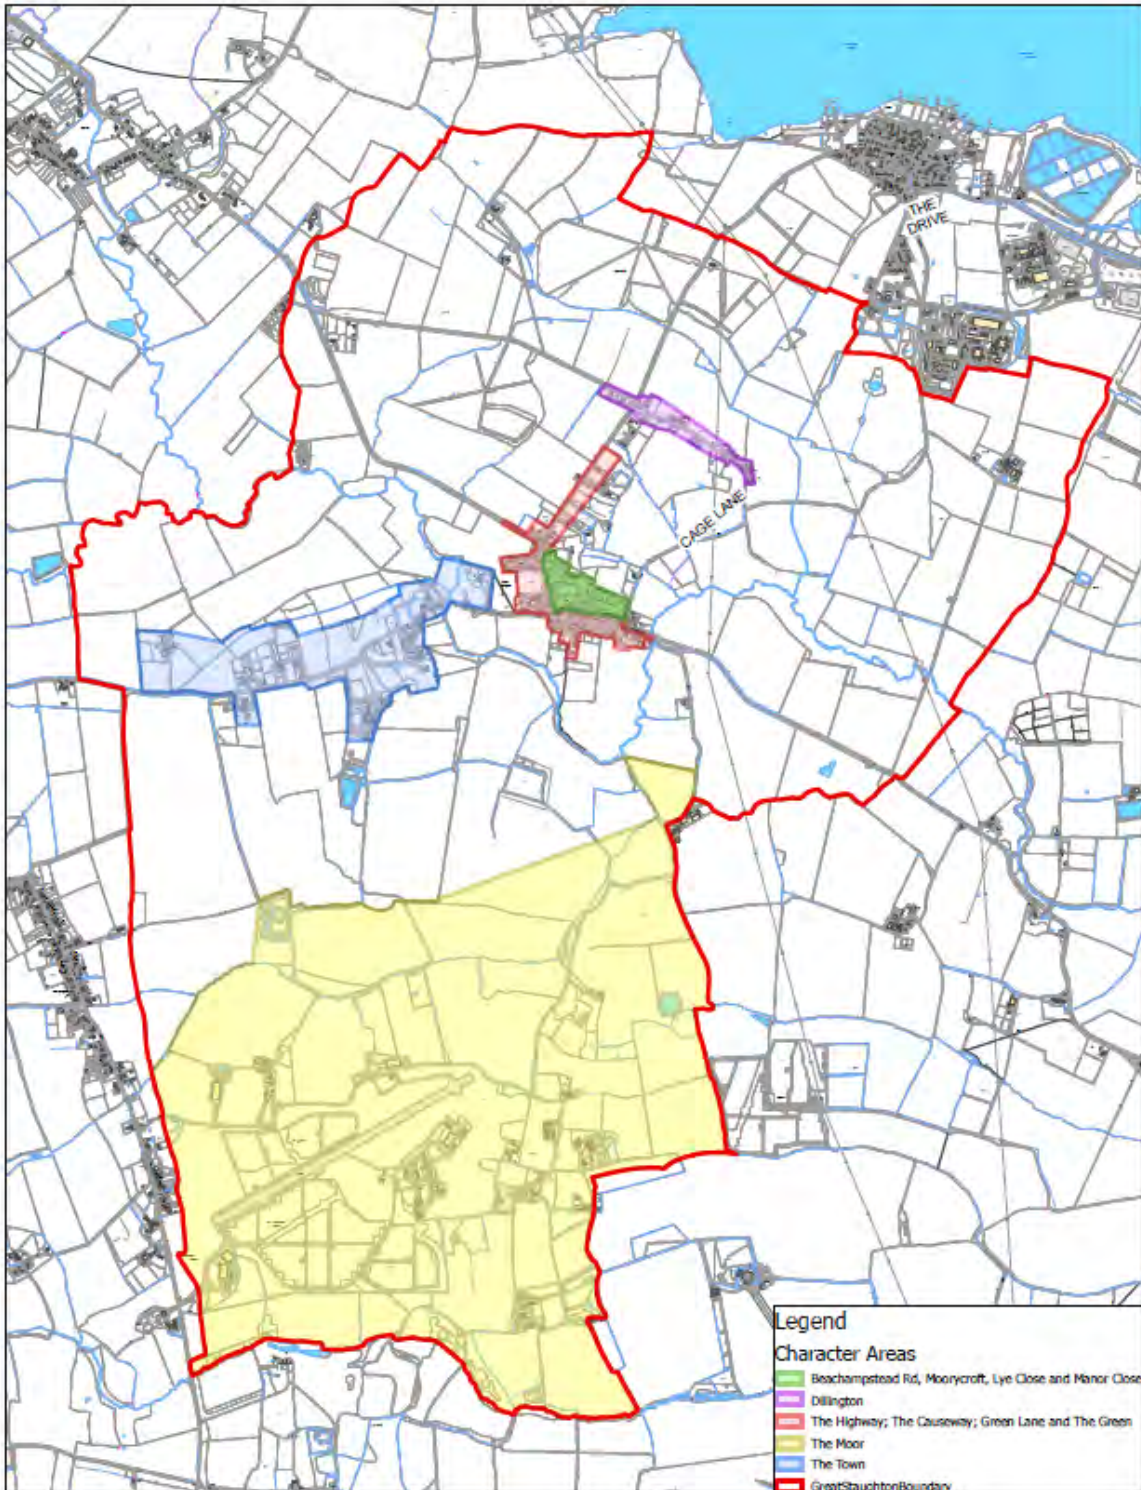 THE
DRIVE
CAGE LANE
Legend
Character Areas
Beachampstead Rd, Moorycroft, Lye Close and Manor Close
Dillington
The Highway; The Causeway; Green Lane and The Green
The Moor
The Town
GreatStaughtonBoundary